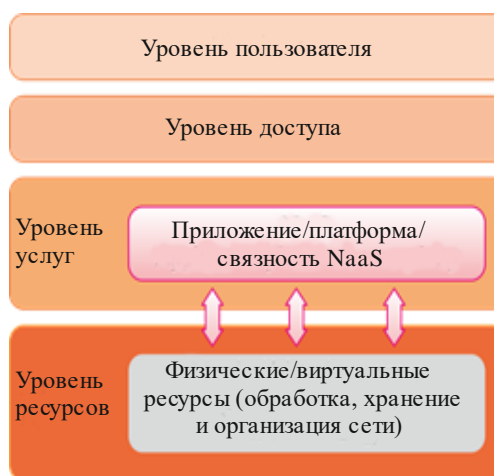 Уровень пользователя
Уровень доступа
Уровень
услуг
Приложение/платформа/
связность NaaS
Уровень
ресурсов
Физические/виртуальные
ресурсы (обработка, хранение
и организация сети)